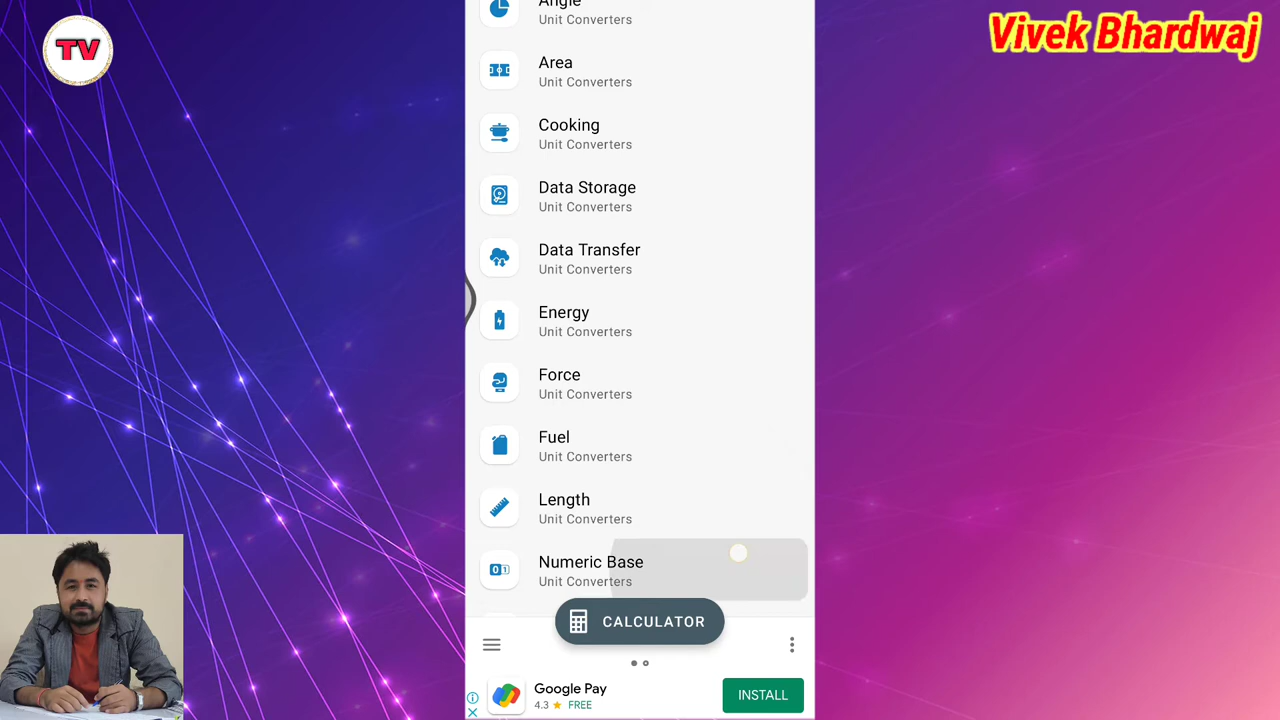 TV
Vivek Bhardwaj
Angle
Unit Converters
Area
Unit Converters
Cooking
Unit Converters
Data Storage
Unit Converters
Data Transfer
Unit Converters
Energy
Unit Converters
Force
Unit Converters
Fuel
Unit Converters
Length
Unit Converters
01
Numeric Base
Unit Converters
CALCULATOR
Google Pay
4.3 ★ FREE
INSTALL